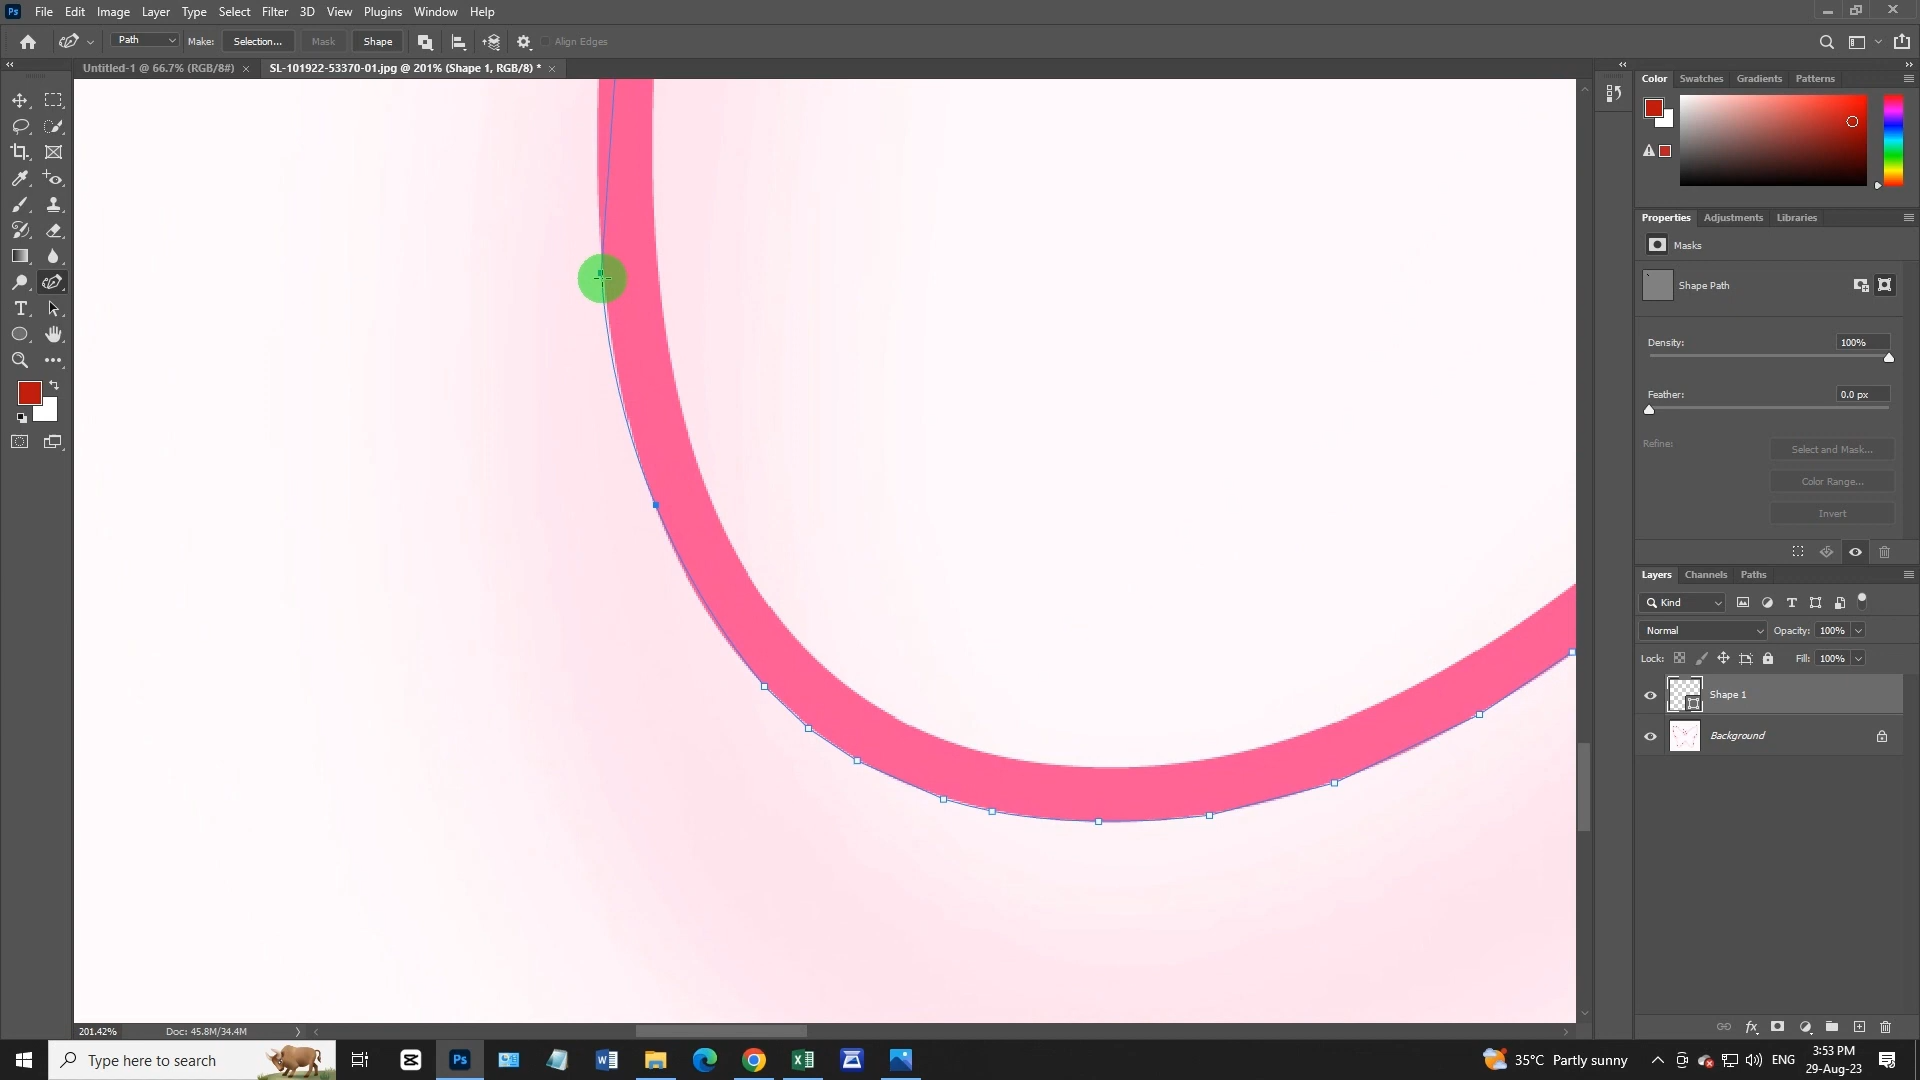 Ps File Edit Image Layer Type Select Filter 3D View Plugins Window Help
Path Make: Selection... Mask Shape Align Edges
Untitled-1 @ 66.7% (RGB/8#) × SL-101922-53370-01.jpg @ 201% (Shape 1, RGB/8) * ×
Color Swatches Gradients Patterns
Properties Adjustments Libraries
Masks
Shape Path
Density: 100%
Feather: 0.0 px
Refine: Select and Mask...
Color Range...
Invert
Layers Channels Paths
Kind
Normal Opacity: 100%
Lock: Fill: 100%
Shape 1
Background
201.42% Doc: 45.8M/34.4M
Type here to search
Ps
35°C Partly sunny
ENG
3:53 PM
29-Aug-23